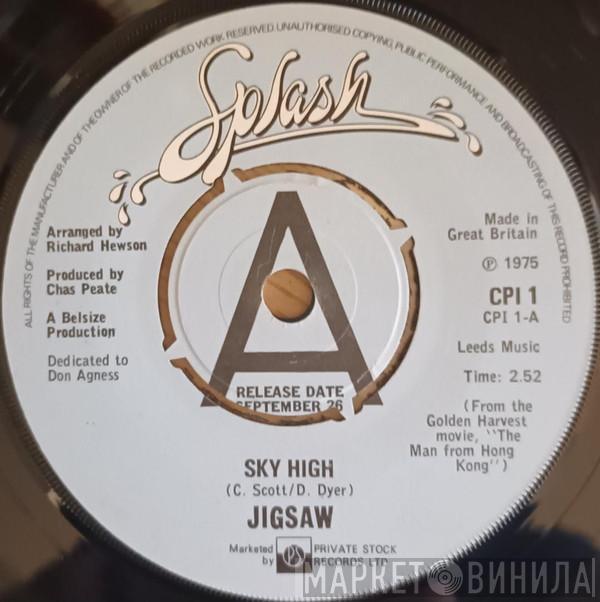 ALL RIGHTS OF THE MANUFACTURER AND OF THE OWNER OF THE RECORDED WORK RESERVED. UNAUTHORISED COPYING, PUBLIC PERFORMANCE AND BROADCASTING OF THIS RECORD PROHIBITED
Splash
Arranged by
Richard Hewson
Produced by
Chas Peate
A Belsize
Production
Dedicated to
Don Agness
A
RELEASE DATE
SEPTEMBER 26
Made in
Great Britain
℗ 1975
CPI 1
CPI 1-A
Leeds Music
Time: 2.52
(From the
Golden Harvest
movie, "The
Man from Hong
Kong")
SKY HIGH
(C. Scott/D. Dyer)
JIGSAW
Marketed by PS PRIVATE STOCK RECORDS LTD.
МАРКЕТ ВИНИЛА